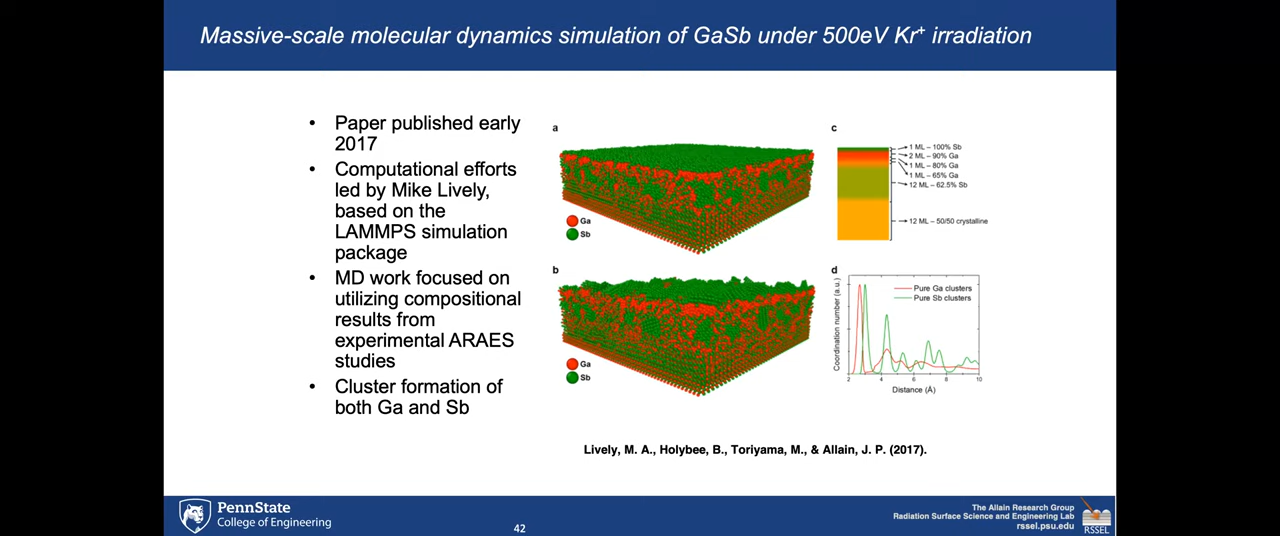 Massive-scale molecular dynamics simulation of GaSb under 500eV Kr+ irradiation
• Paper published early
2017
• Computational efforts
led by Mike Lively,
based on the
LAMMPS simulation
package
• MD work focused on
utilizing compositional
results from
experimental ARAES
studies
• Cluster formation of
both Ga and Sb
a
Ga
Sb
b
Ga
Sb
c
1 ML – 100% Sb
2 ML – 90% Ga
1 ML – 80% Ga
1 ML – 65% Ga
12 ML – 62.5% Sb
12 ML – 50/50 crystalline
d
Coordination number (a.u.)
Pure Ga clusters
Pure Sb clusters
2 4 6 8 10
Distance (Å)
Lively, M. A., Holybee, B., Toriyama, M., & Allain, J. P. (2017).
PennState
College of Engineering
42
The Allain Research Group
Radiation Surface Science and Engineering Lab
rssel.psu.edu
RSSEL